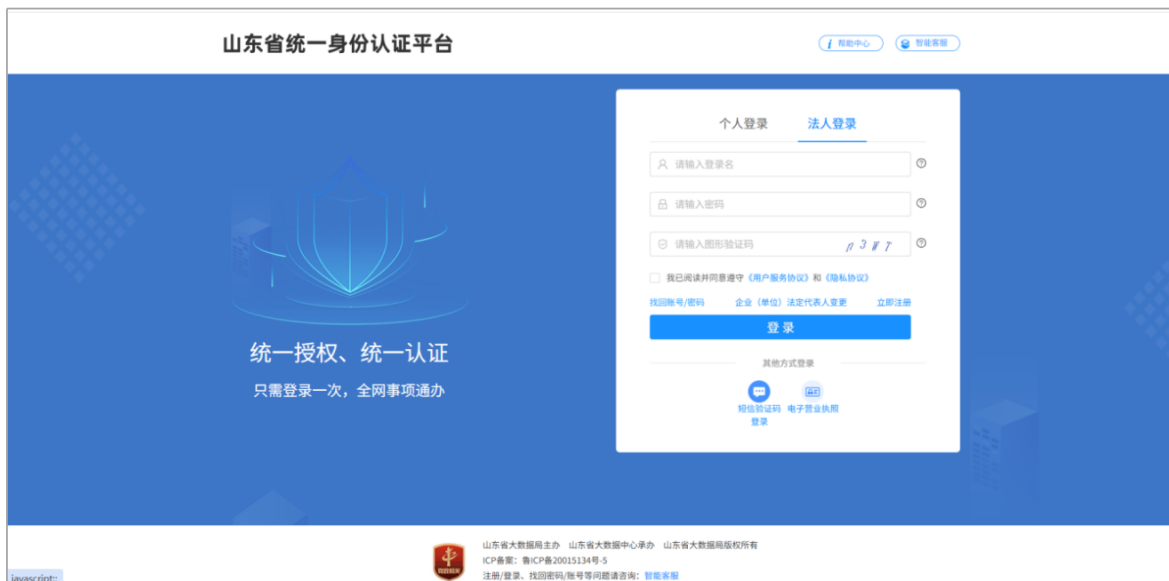 山东省统一身份认证平台
帮助中心
智能客服
个人登录 法人登录
请输入登录名
请输入密码
请输入图形验证码
我已阅读并同意遵守《用户服务协议》和《隐私协议》
找回账号/密码 企业（单位）法定代表人变更 立即注册
登 录
其他方式登录
短信验证码
登录
电子营业执照
统一授权、统一认证
只需登录一次，全网事项通办
山东省大数据局主办 山东省大数据中心承办 山东省大数据局版权所有
ICP备案：鲁ICP备20015134号-5
注册/登录、找回密码/账号等问题请咨询：智能客服
党政机关
javascript:;